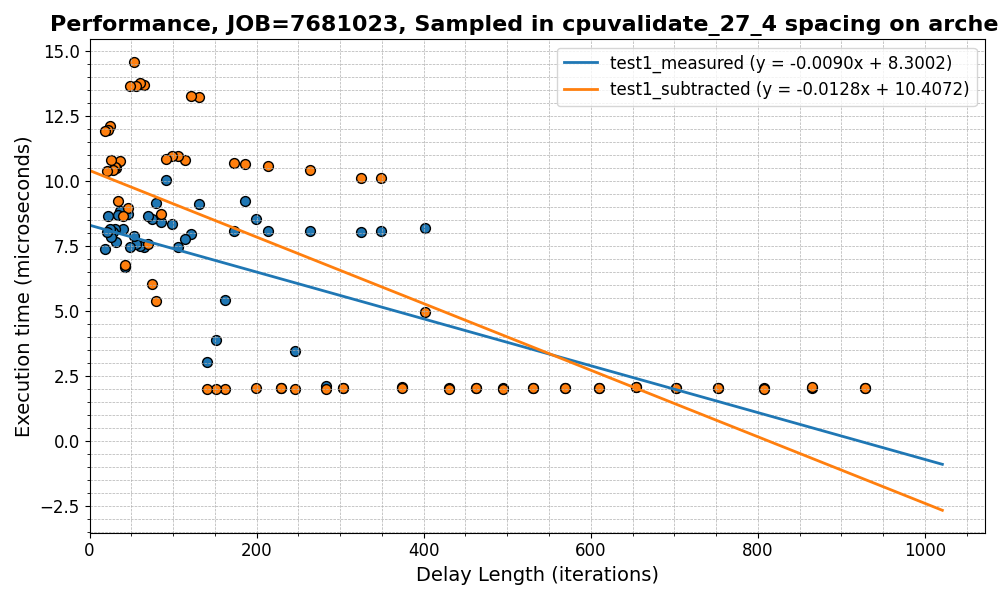 Performance, JOB=7681023, Sampled in cpuvalidate_27_4 spacing on arche
test1_measured (y = -0.0090x + 8.3002)
test1_subtracted (y = -0.0128x + 10.4072)
Execution time (microseconds)
15.0
12.5
10.0
7.5
5.0
2.5
0.0
−2.5
0 200 400 600 800 1000
Delay Length (iterations)